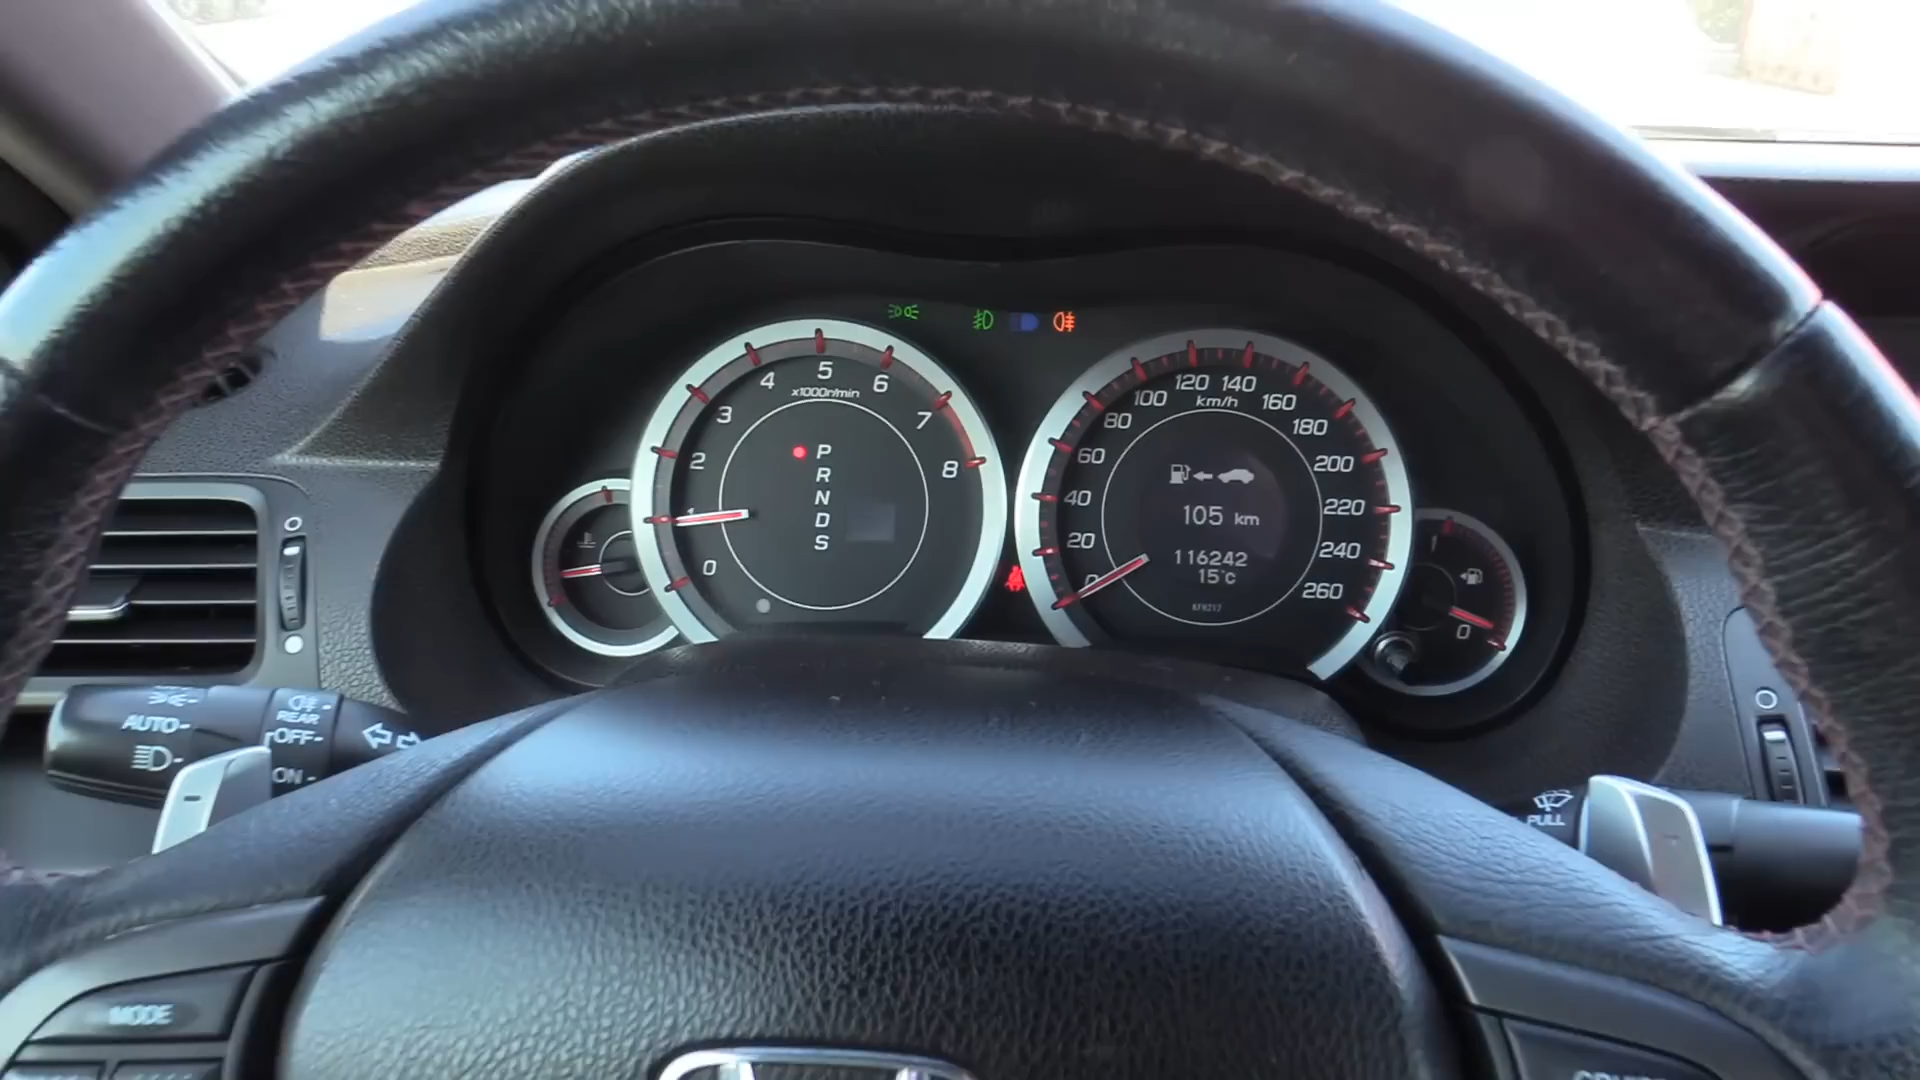 4 5 6
x1000r/min
3 7
2 8
1
0
P
R
N
D
S
120 140
100 km/h 160
80 180
60 200
40 220
20 240
0 260
105 km
116242
15°C
1
0
AUTO-
REAR
OFF-
ON -
PULL
MODE